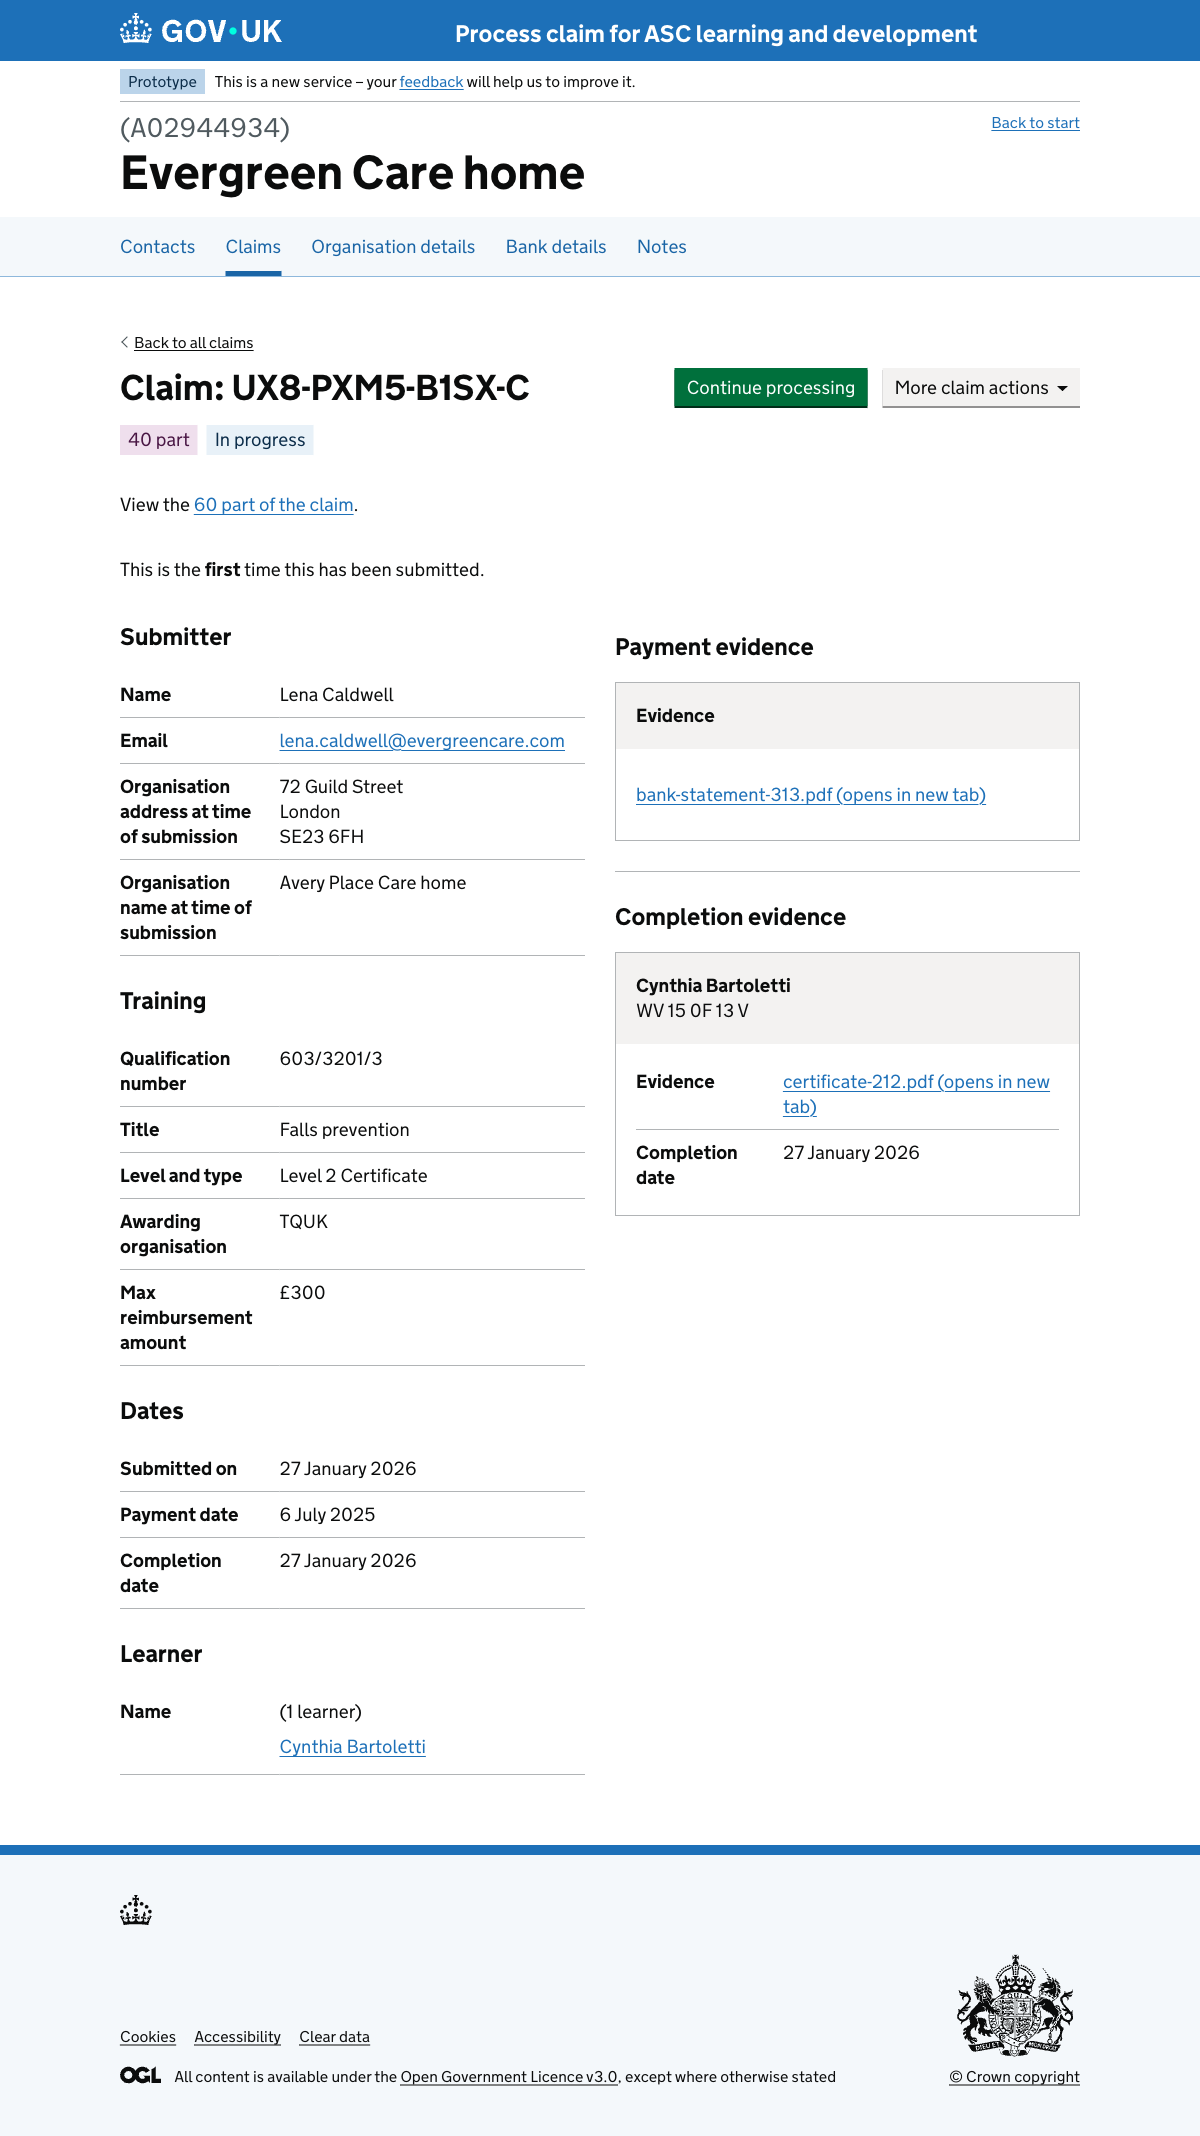 GOV·UK
Process claim for ASC learning and development
Prototype This is a new service – your feedback will help us to improve it.
(A02944934)
Back to start
Evergreen Care home
Contacts Claims Organisation details Bank details Notes
Back to all claims
Claim: UX8-PXM5-B1SX-C
Continue processing
More claim actions
40 part In progress
View the 60 part of the claim.
This is the first time this has been submitted.
Submitter
Name Lena Caldwell
Email lena.caldwell@evergreencare.com
Organisation address at time of submission
72 Guild Street
London
SE23 6FH
Organisation name at time of submission
Avery Place Care home
Training
Qualification number
603/3201/3
Title Falls prevention
Level and type Level 2 Certificate
Awarding organisation
TQUK
Max reimbursement amount
£300
Dates
Submitted on 27 January 2026
Payment date 6 July 2025
Completion date
27 January 2026
Learner
Name (1 learner)
Cynthia Bartoletti
Payment evidence
Evidence
bank-statement-313.pdf (opens in new tab)
Completion evidence
Cynthia Bartoletti
WV 15 0F 13 V
Evidence
certificate-212.pdf (opens in new
tab)
Completion date
27 January 2026
Cookies Accessibility Clear data
OGL All content is available under the Open Government Licence v3.0, except where otherwise stated
© Crown copyright